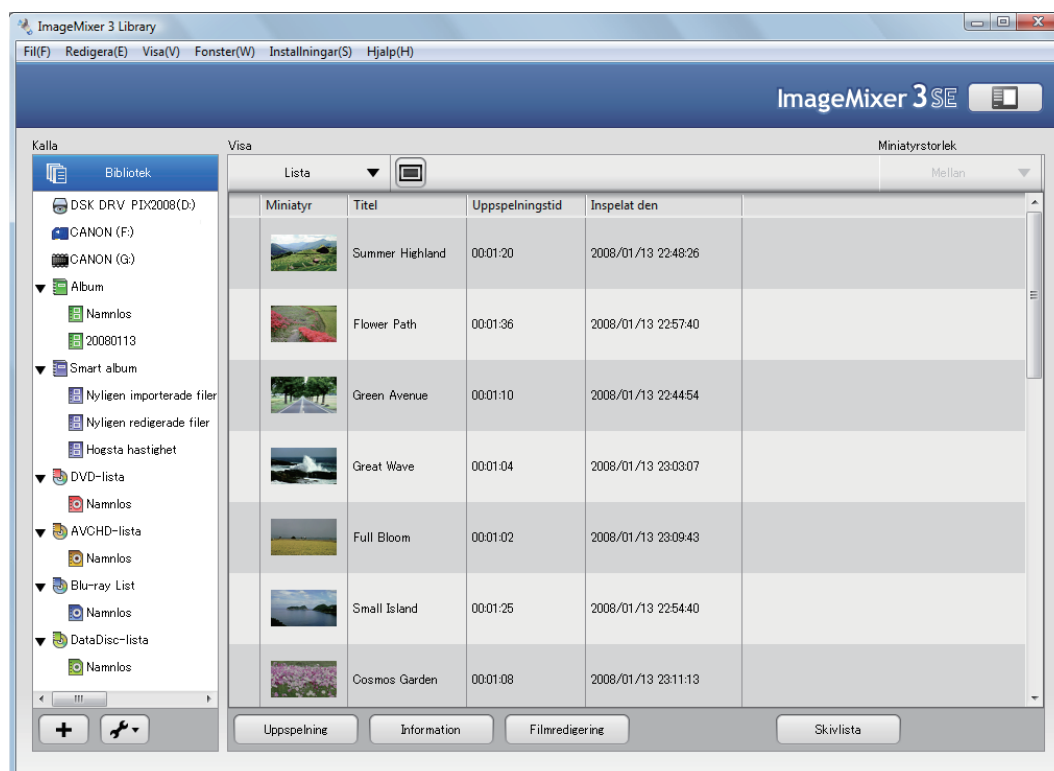 ImageMixer 3 Library
Fil(F) Redigera(E) Visa(V) Fonster(W) Installningar(S) Hjalp(H)
ImageMixer 3 SE
Kalla
Bibliotek
DSK DRV PIX2008(D:)
CANON (F:)
CANON (G:)
Album
Namnlos
20080113
Smart album
Nyligen importerade filer
Nyligen redigerade filer
Hogsta hastighet
DVD-lista
Namnlos
AVCHD-lista
Namnlos
Blu-ray List
Namnlos
DataDisc-lista
Namnlos
Visa
Miniatyrstorlek
Lista
Mellan
Miniatyr Titel Uppspelningstid Inspelat den
Summer Highland 00:01:20 2008/01/13 22:48:26
Flower Path 00:01:36 2008/01/13 22:57:40
Green Avenue 00:01:10 2008/01/13 22:44:54
Great Wave 00:01:04 2008/01/13 23:03:07
Full Bloom 00:01:02 2008/01/13 23:09:43
Small Island 00:01:25 2008/01/13 22:54:40
Cosmos Garden 00:01:08 2008/01/13 23:11:13
Uppspelning Information Filmredigering Skivlista